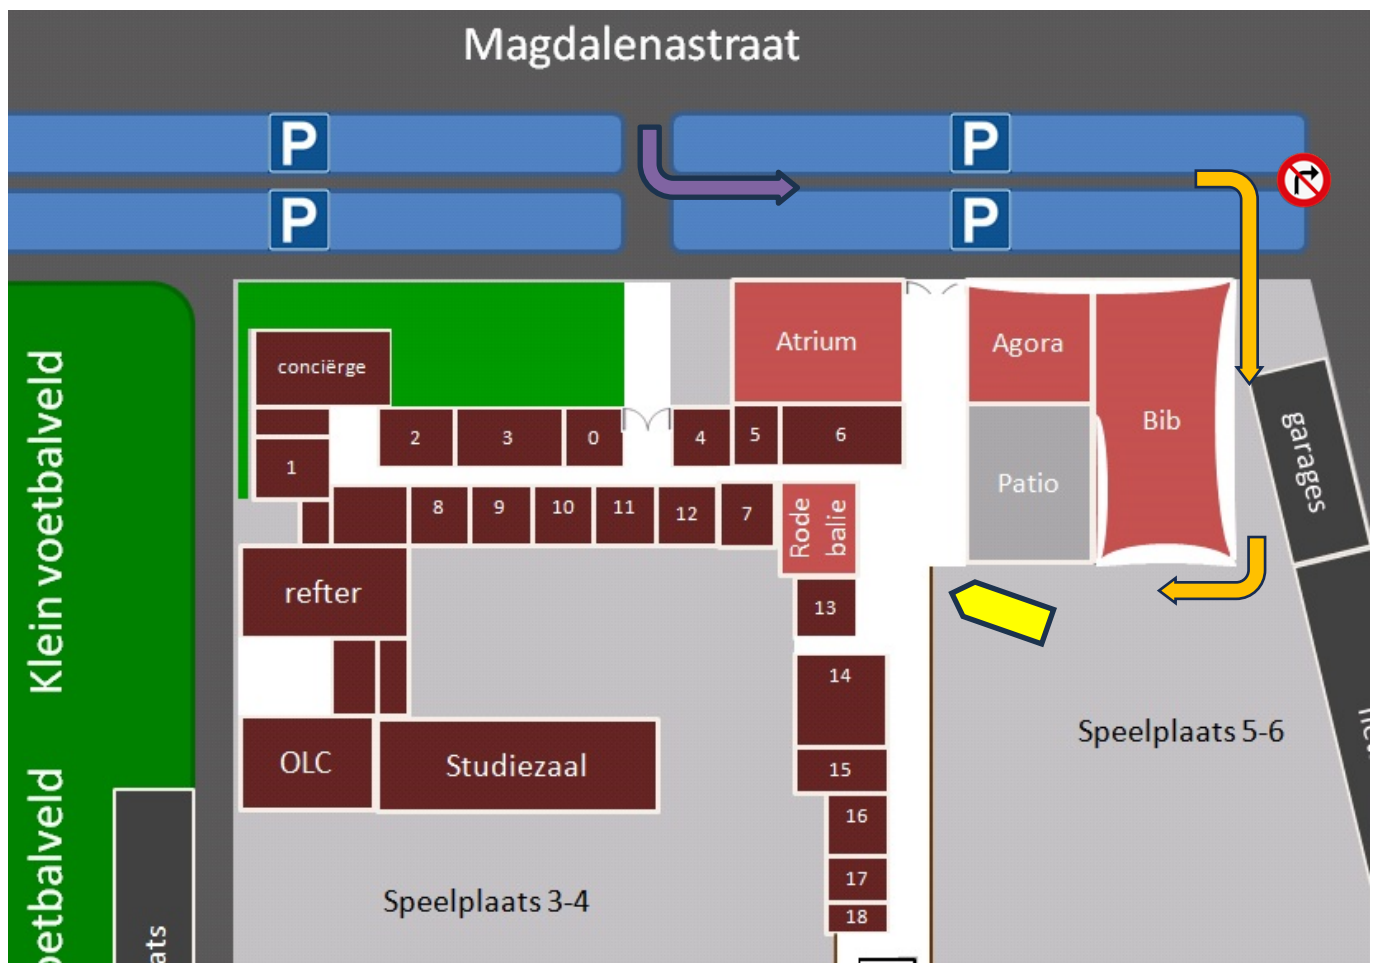 Magdalenastraat
P
P
P
P
Klein voetbalveld
conciërge
Atrium
Agora
Bib
garages
2
3
0
4
5
6
1
Patio
8
9
10
11
12
7
Rode
balie
refter
13
14
OLC
Studiezaal
15
Speelplaats 5-6
16
17
18
Speelplaats 3-4